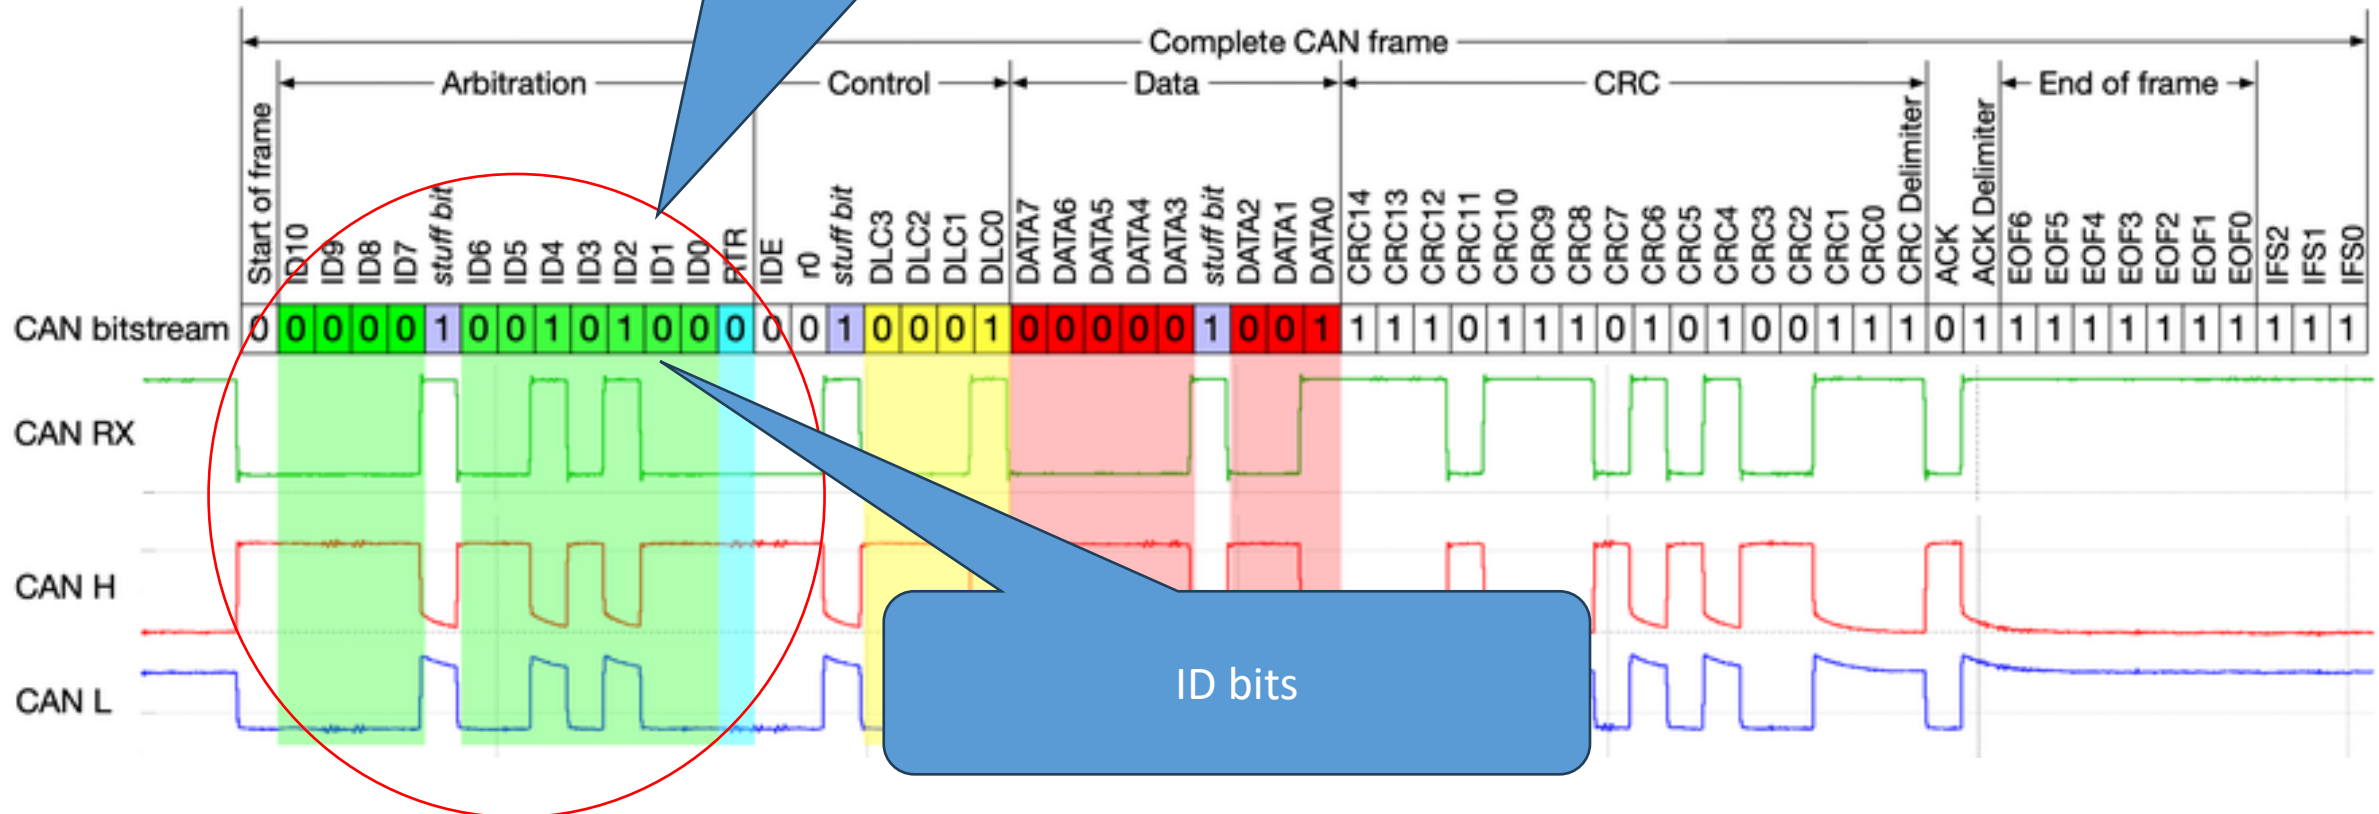 Complete CAN frame
Arbitration Control Data CRC End of frame
Start of frame ID10 ID9 ID8 ID7 stuff bit ID6 ID5 ID4 ID3 ID2 ID1 ID0 RTR IDE r0 stuff bit DLC3 DLC2 DLC1 DLC0 DATA7 DATA6 DATA5 DATA4 DATA3 stuff bit DATA2 DATA1 DATA0 CRC14 CRC13 CRC12 CRC11 CRC10 CRC9 CRC8 CRC7 CRC6 CRC5 CRC4 CRC3 CRC2 CRC1 CRC0 CRC Delimiter ACK ACK Delimiter EOF6 EOF5 EOF4 EOF3 EOF2 EOF1 EOF0 IFS2 IFS1 IFS0
CAN bitstream 0 0 0 0 0 1 0 0 1 0 1 0 0 0 0 0 1 0 0 0 1 0 0 0 0 0 1 0 0 1 1 1 1 0 1 1 1 0 1 0 1 0 0 1 1 1 0 1 1 1 1 1 1 1 1 1 1 1
CAN RX
CAN H
CAN L
ID bits